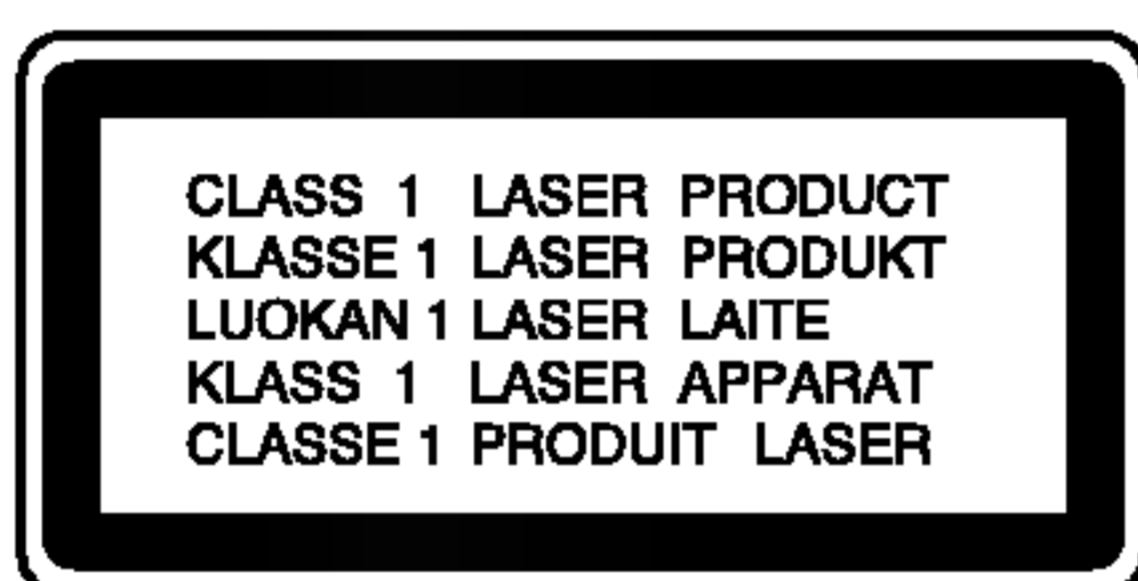 CLASS 1 LASER PRODUCT
KLASSE 1 LASER PRODUKT
LUOKAN 1 LASER LAITE
KLASS 1 LASER APPARAT
CLASSE 1 PRODUIT LASER